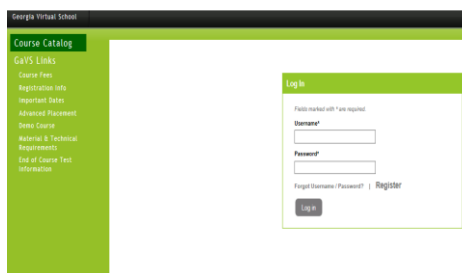 Georgia Virtual School
Course Catalog
GaVS Links
Course Fees
Registration Info
Important Dates
Advanced Placement
Demo Course
Material & Technical
Requirements
End of Course Test
Information
Log In
Fields marked with * are required.
Username*
Password*
Forgot Username / Password? | Register
Log in